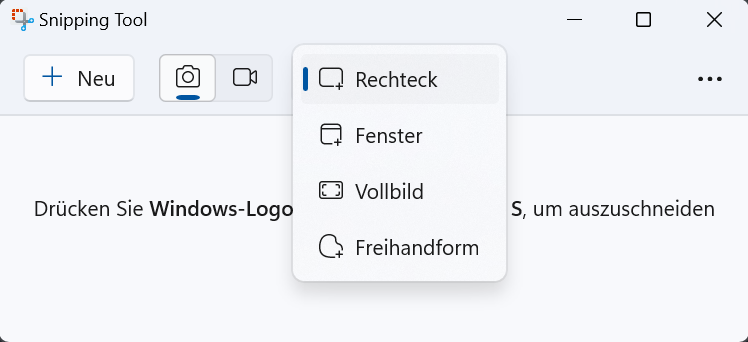 Snipping Tool
Neu
Rechteck
Fenster
Vollbild
Freihandform
Drücken Sie Windows-Logo S, um auszuschneiden